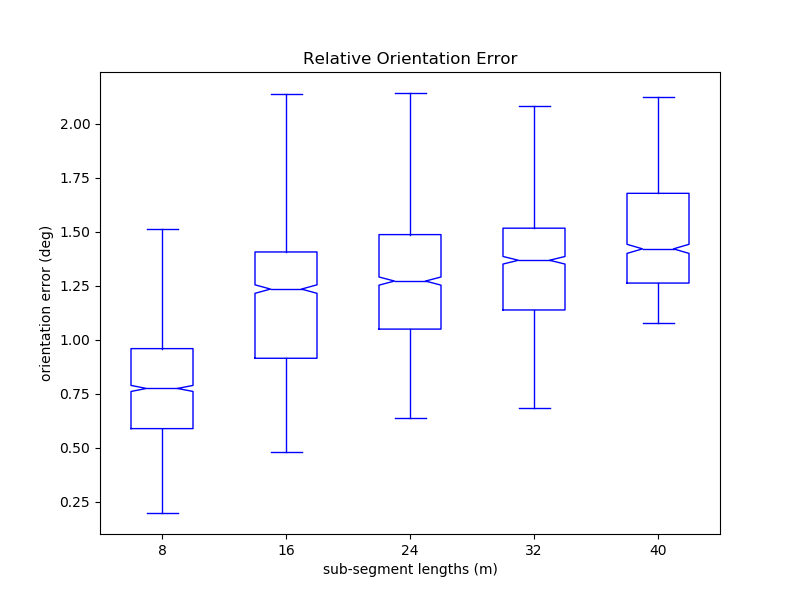 Relative Orientation Error
2.00
1.75
1.50
1.25
1.00
0.75
0.50
0.25
orientation error (deg)
8 16 24 32 40
sub-segment lengths (m)